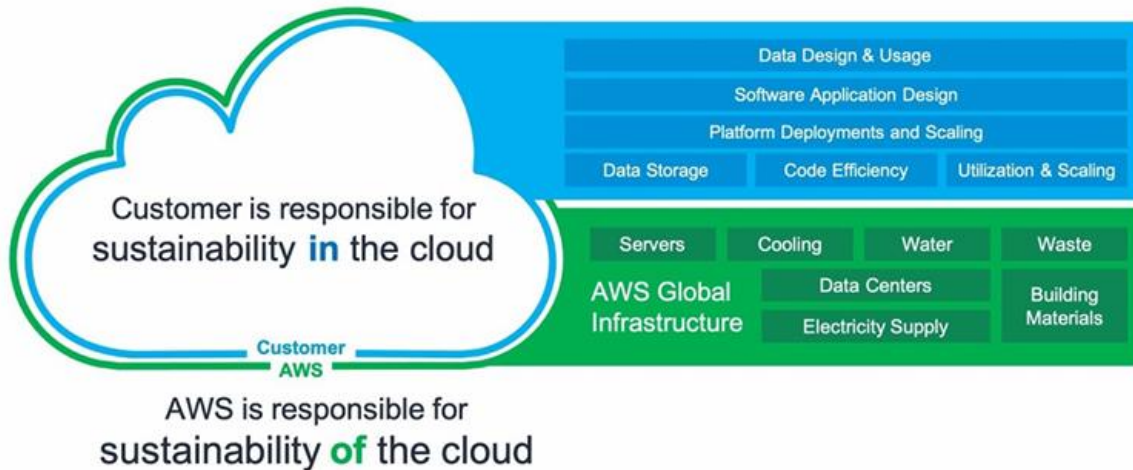 Data Design & Usage
Software Application Design
Platform Deployments and Scaling
Data Storage
Code Efficiency
Utilization & Scaling
Customer is responsible for
sustainability in the cloud
Servers
Cooling
Water
Waste
AWS Global
Infrastructure
Data Centers
Electricity Supply
Building
Materials
Customer
AWS
AWS is responsible for
sustainability of the cloud